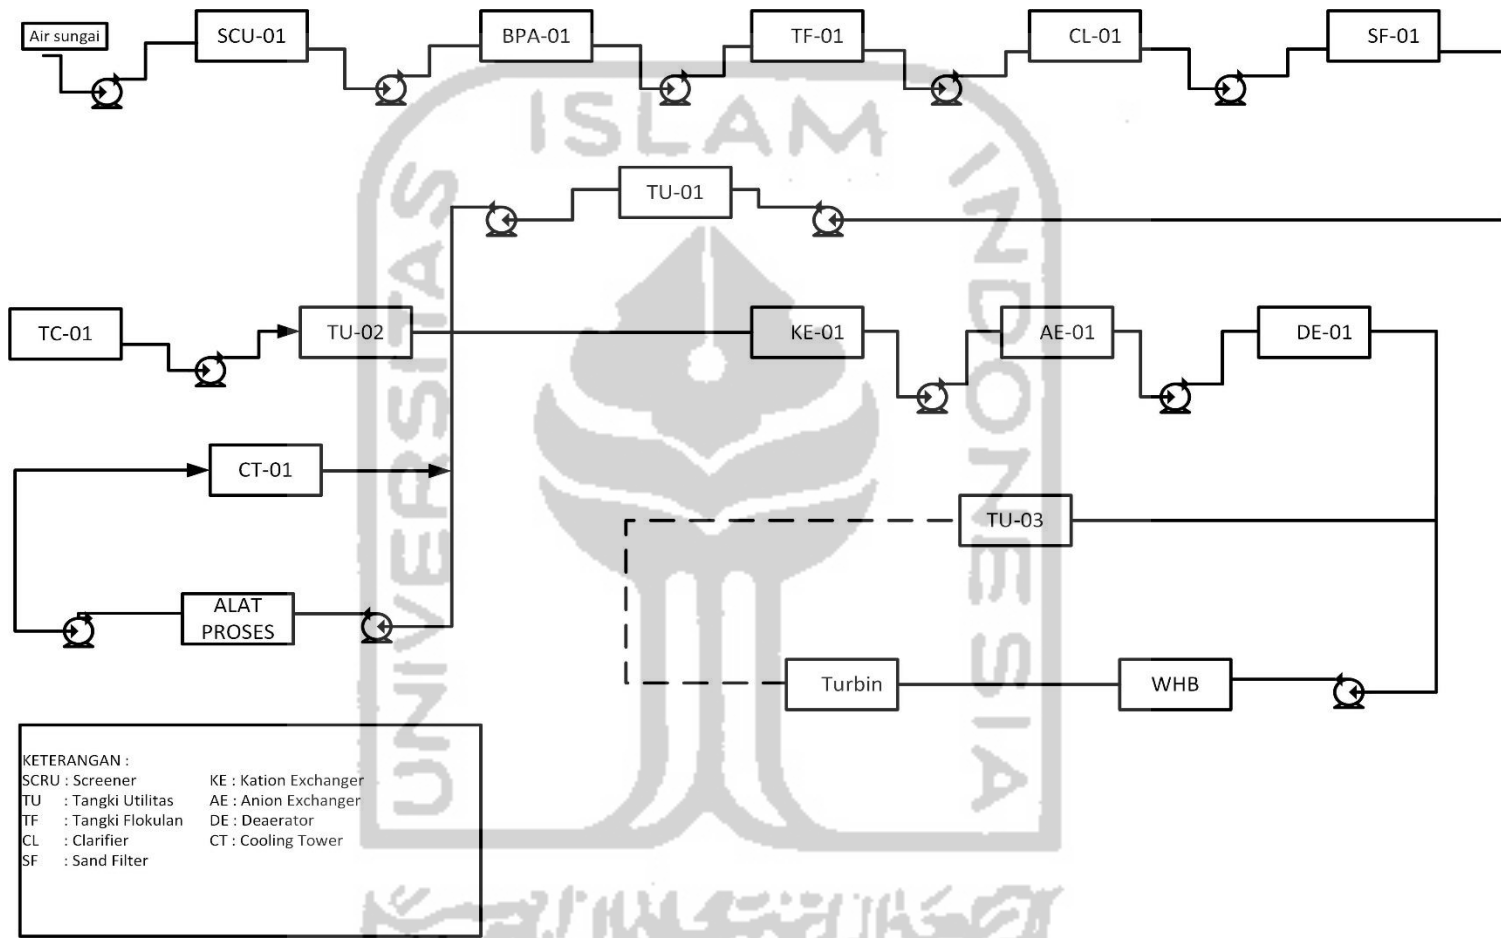 Air sungai
SCU-01
BPA-01
TF-01
CL-01
SF-01
TU-01
TC-01
TU-02
KE-01
AE-01
DE-01
CT-01
TU-03
ALAT
PROSES
Turbin
WHB
KETERANGAN :
SCRU : Screener KE : Kation Exchanger
TU : Tangki Utilitas AE : Anion Exchanger
TF : Tangki Flokulan DE : Deaerator
CL : Clarifier CT : Cooling Tower
SF : Sand Filter
UNIVERSITAS
ISLAM
INDONESIA